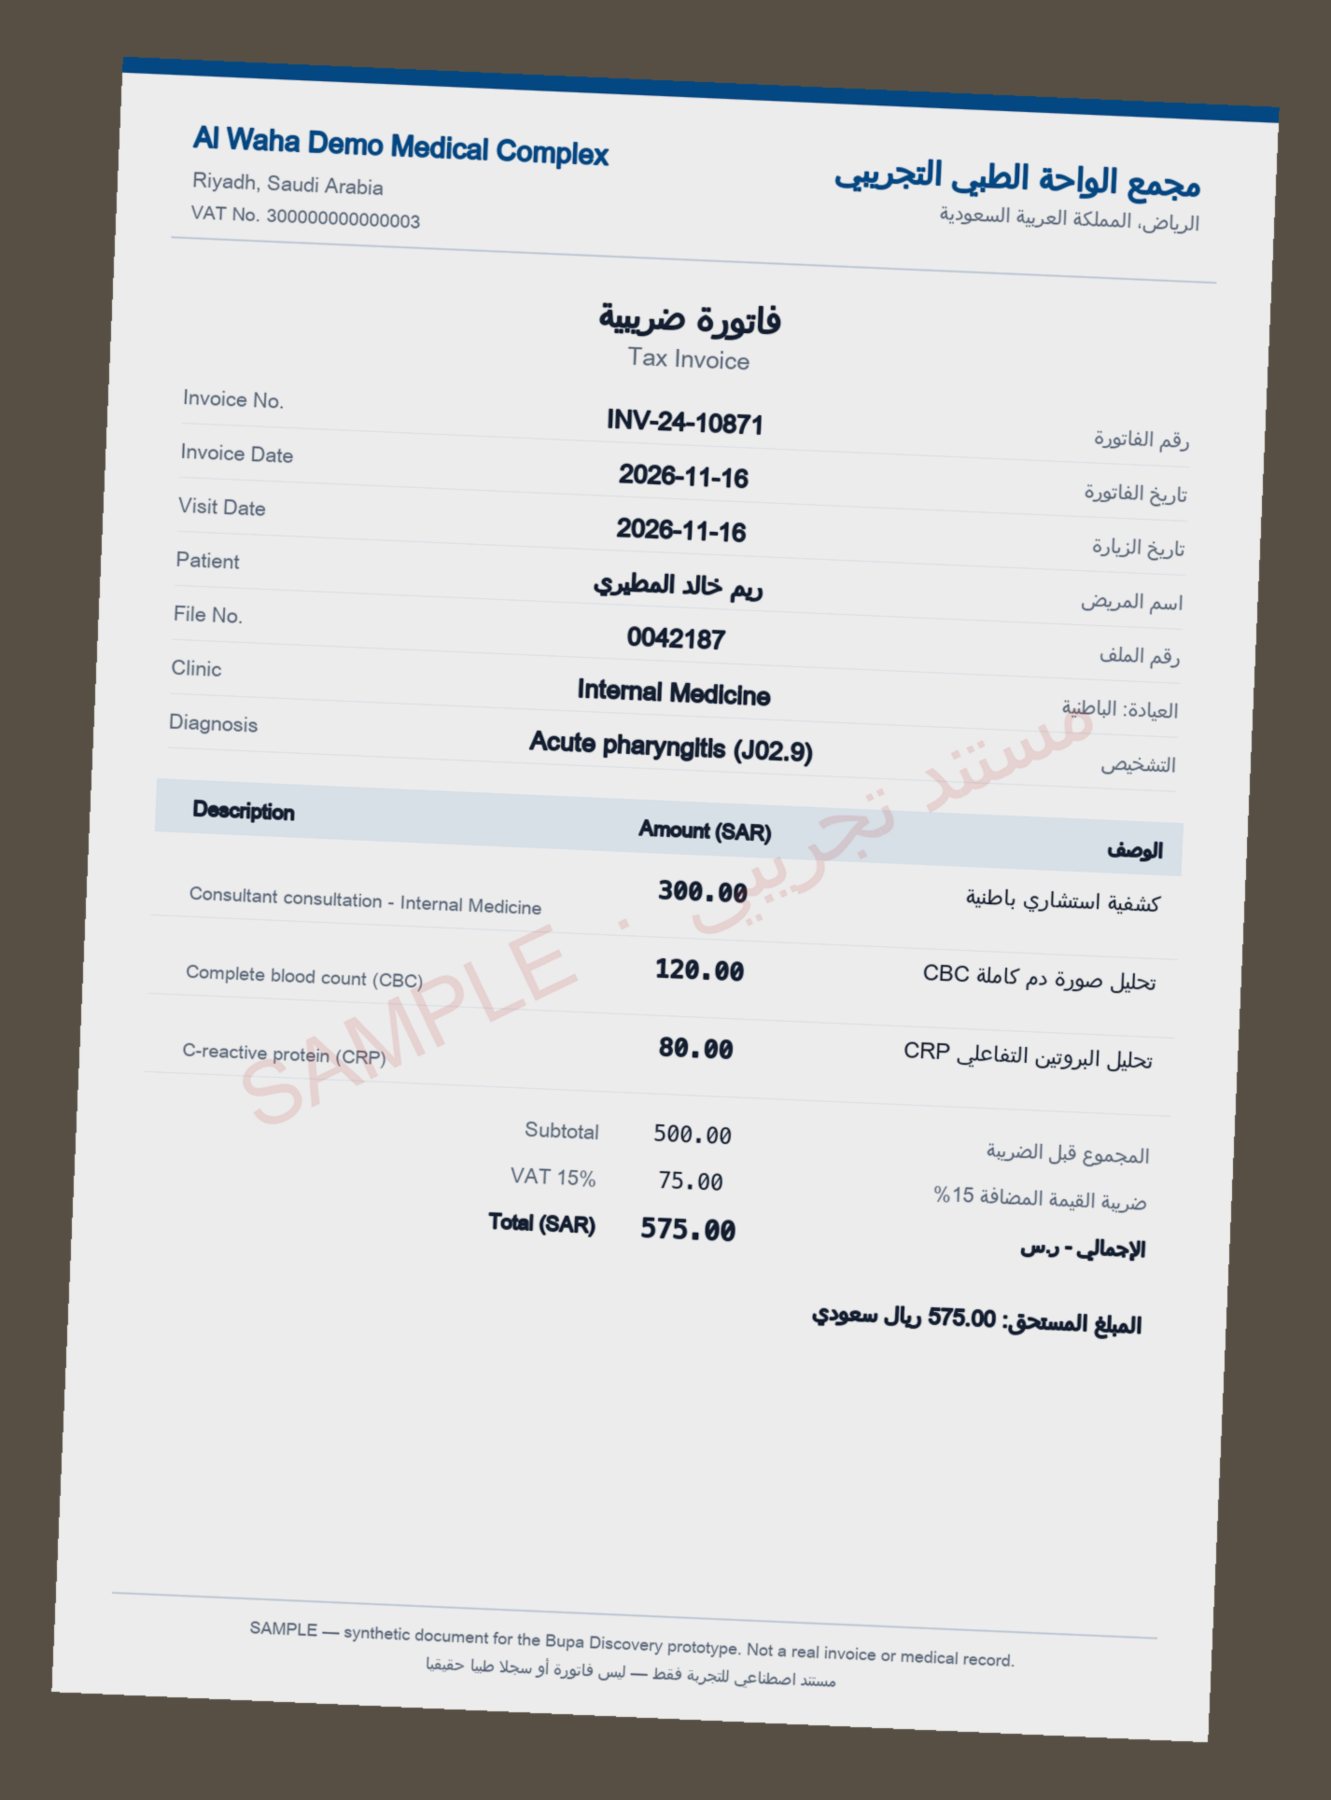 Al Waha Demo Medical Complex
مجمع الواحة الطبي التجريبي
Riyadh, Saudi Arabia
الرياض، المملكة العربية السعودية
VAT No. 300000000000003
فاتورة ضريبية
Tax Invoice
Invoice No. INV-24-10871 رقم الفاتورة
Invoice Date 2026-11-16 تاريخ الفاتورة
Visit Date 2026-11-16 تاريخ الزيارة
Patient ريم خالد المطيري اسم المريض
File No. 0042187 رقم الملف
Clinic Internal Medicine العيادة: الباطنية
Diagnosis Acute pharyngitis (J02.9) التشخيص
Description Amount (SAR) الوصف
Consultant consultation - Internal Medicine 300.00 كشفية استشاري باطنية
Complete blood count (CBC) 120.00 تحليل صورة دم كاملة CBC
C-reactive protein (CRP) 80.00 تحليل البروتين التفاعلي CRP
Subtotal 500.00 المجموع قبل الضريبة
VAT 15% 75.00 ضريبة القيمة المضافة 15%
Total (SAR) 575.00 الإجمالي - ر.س
المبلغ المستحق: 575.00 ريال سعودي
SAMPLE · مستند تجريبي
SAMPLE — synthetic document for the Bupa Discovery prototype. Not a real invoice or medical record.
مستند اصطناعي للتجربة فقط — ليس فاتورة أو سجلا طبيا حقيقيا